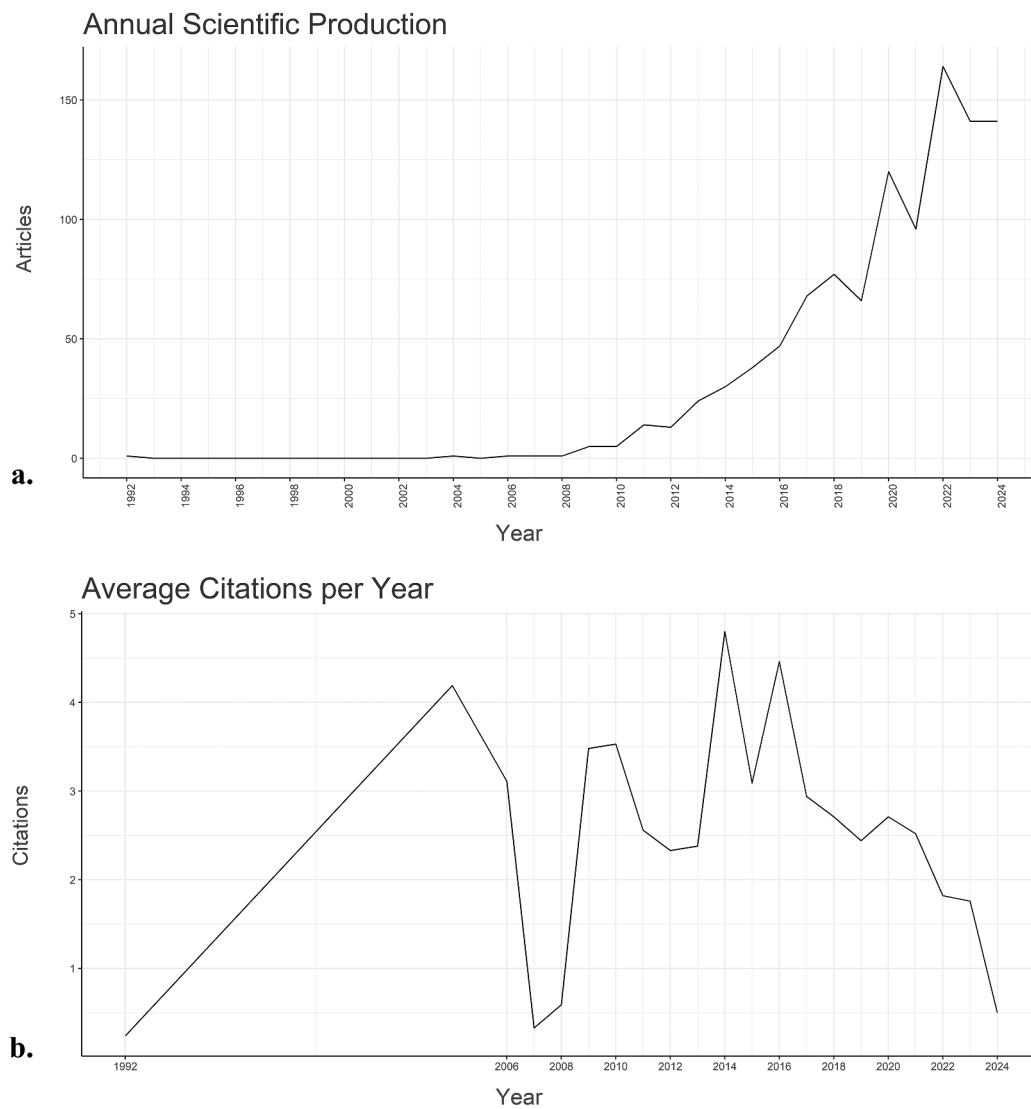 Annual Scientific Production
150
100
50
0
Articles
1992 1994 1996 1998 2000 2002 2004 2006 2008 2010 2012 2014 2016 2018 2020 2022 2024
Year
a.
Average Citations per Year
5
4
3
2
1
Citations
1992 2006 2008 2010 2012 2014 2016 2018 2020 2022 2024
Year
b.